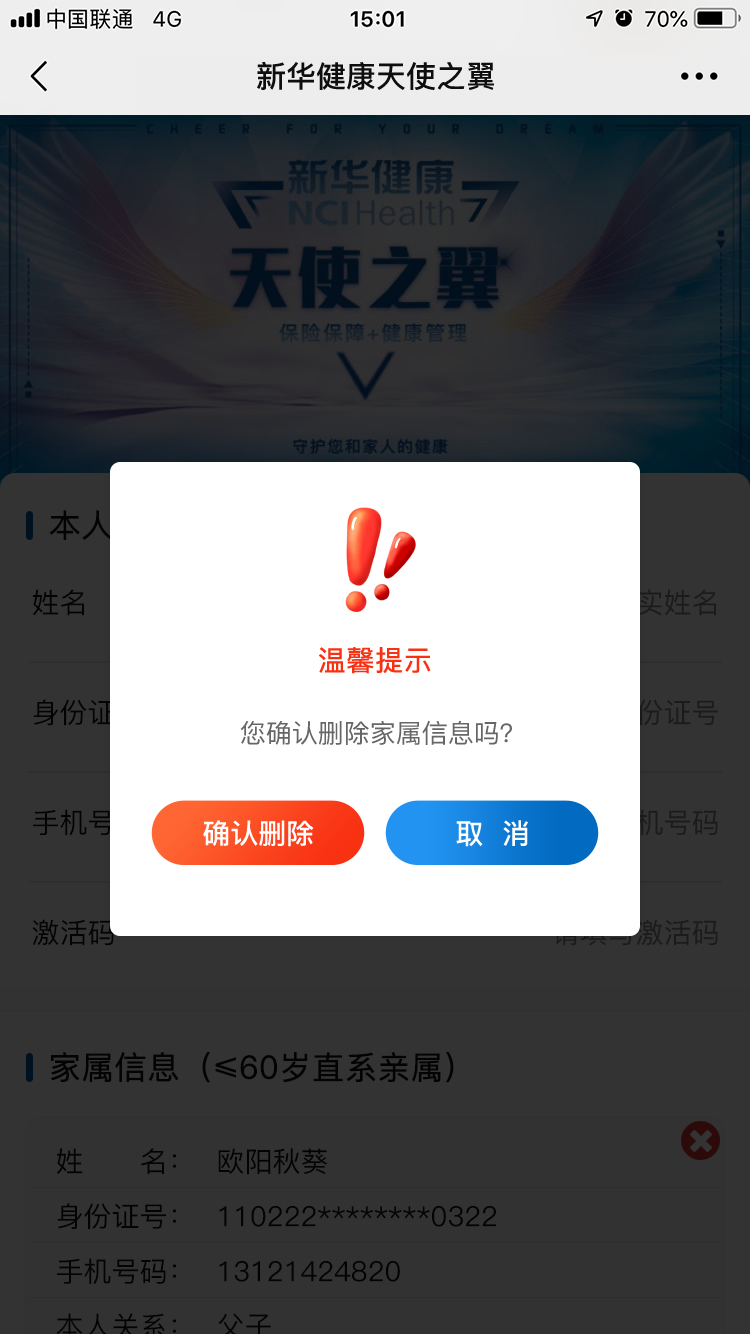 中国联通 4G 15:01 70%
新华健康天使之翼
CHEER FOR YOUR DREAM
新华健康
NCI Health
天使之翼
保险保障+健康管理
守护您和家人的健康
本人
姓名 实姓名
身份证 份证号
手机号 机号码
激活码 请填写激活码
温馨提示
您确认删除家属信息吗?
确认删除 取 消
家属信息（≤60岁直系亲属）
姓 名： 欧阳秋葵
身份证号： 110222********0322
手机号码： 13121424820
本人关系： 父子